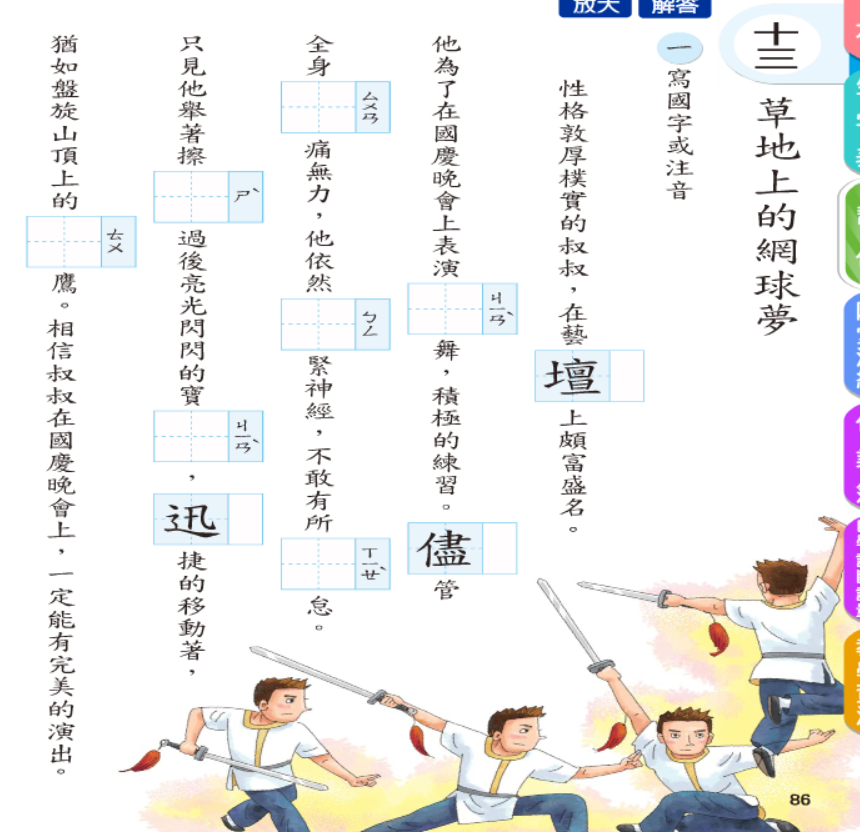 放大 解答
十三 草地上的網球夢
一 寫國字或注音
性格敦厚樸實的叔叔，在藝壇上頗富盛名。
他為了在國慶晚會上表演ㄐㄧㄢˋ舞，積極的練習。儘管
全身ㄙㄨㄢ痛無力，他依然ㄅㄥ緊神經，不敢有所ㄒㄧㄝˋ怠。
只見他舉著擦ㄕˋ過後亮光閃閃的寶ㄐㄧㄢˋ，迅捷的移動著，
猶如盤旋山頂上的ㄊㄨ鷹。相信叔叔在國慶晚會上，一定能有完美的演出。
86